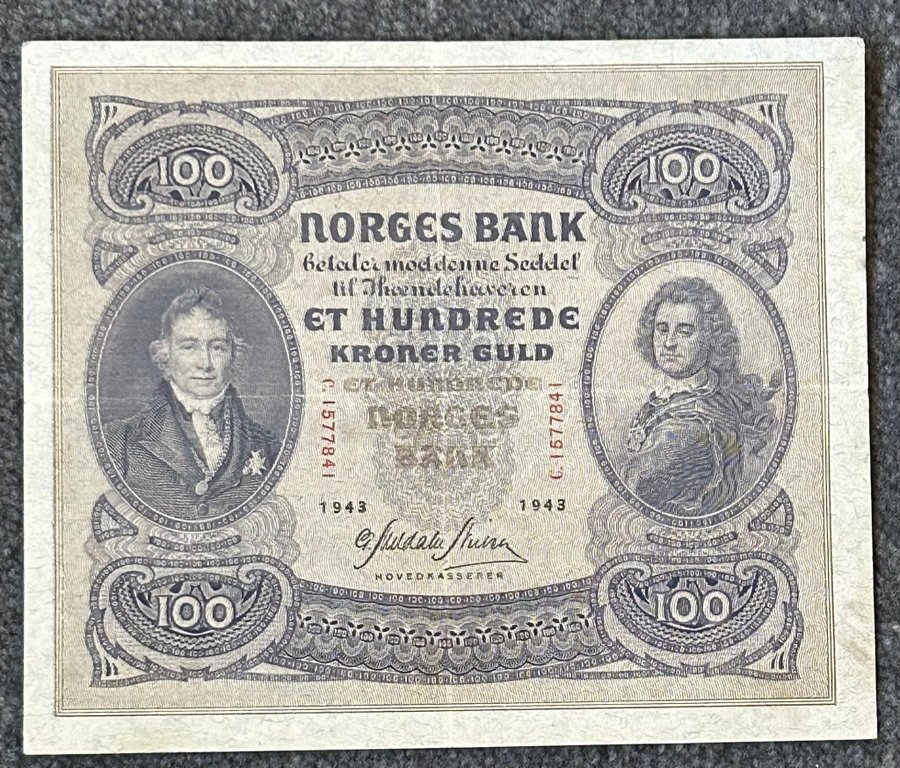 100 100
NORGES BANK
betaler mod denne Seddel
til Ihændehaveren
ET HUNDREDE
KRONER GULD
ET HUNDREDE
NORGES
BANK
C.1577841
C.1577841
1943 1943
HOVEDKASSERER
100 100